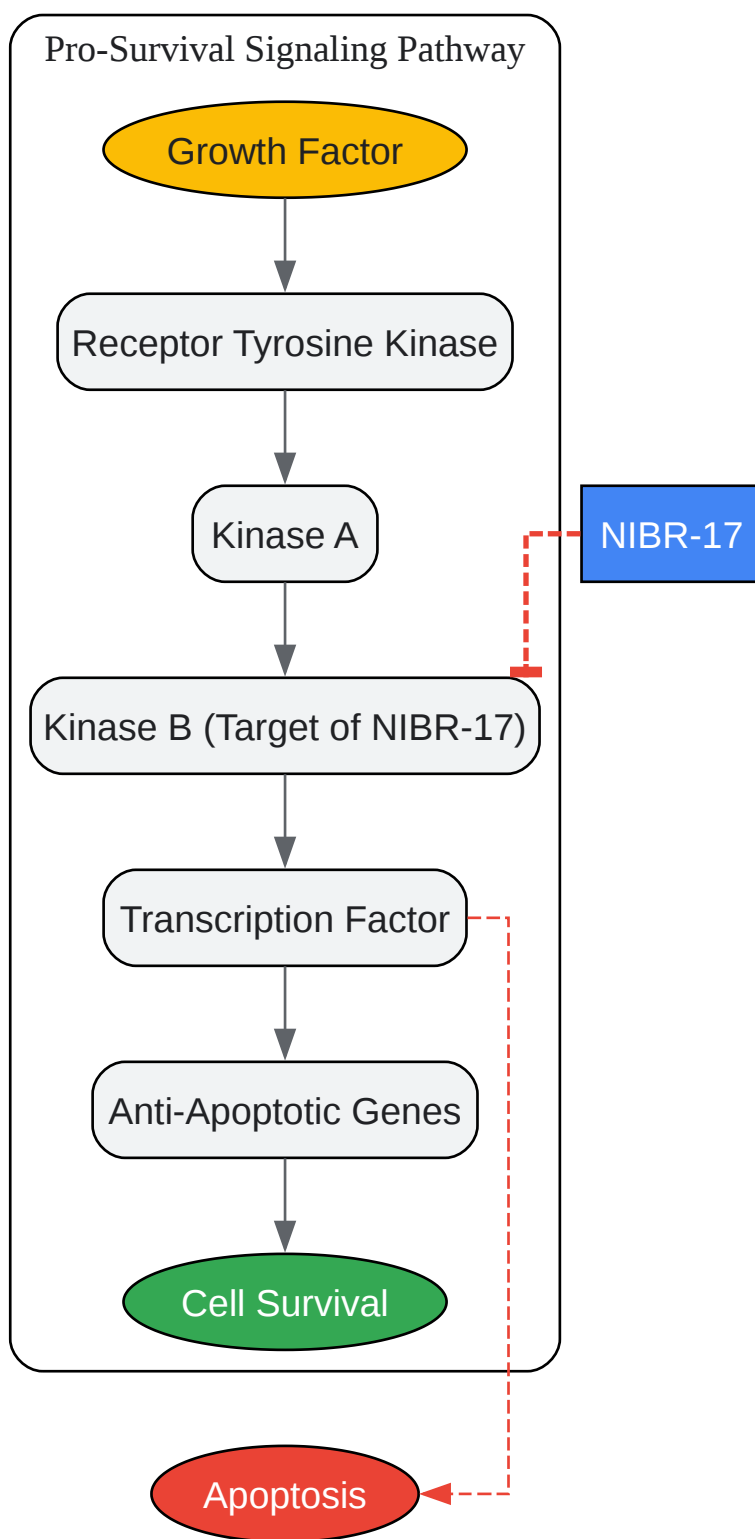 Pro-Survival Signaling Pathway
Growth Factor
Receptor Tyrosine Kinase
Kinase A
NIBR-17
Kinase B (Target of NIBR-17)
Transcription Factor
Anti-Apoptotic Genes
Cell Survival
Apoptosis